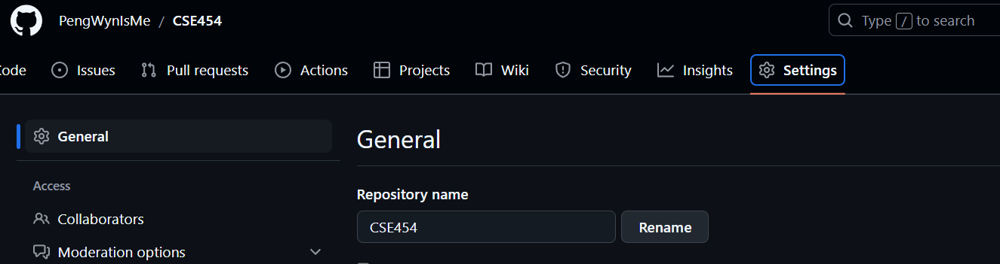 PengWynIsMe / CSE454
Type / to search
ode
Issues
Pull requests
Actions
Projects
Wiki
Security
Insights
Settings
General
General
Access
Repository name
Collaborators
CSE454
Rename
Moderation options